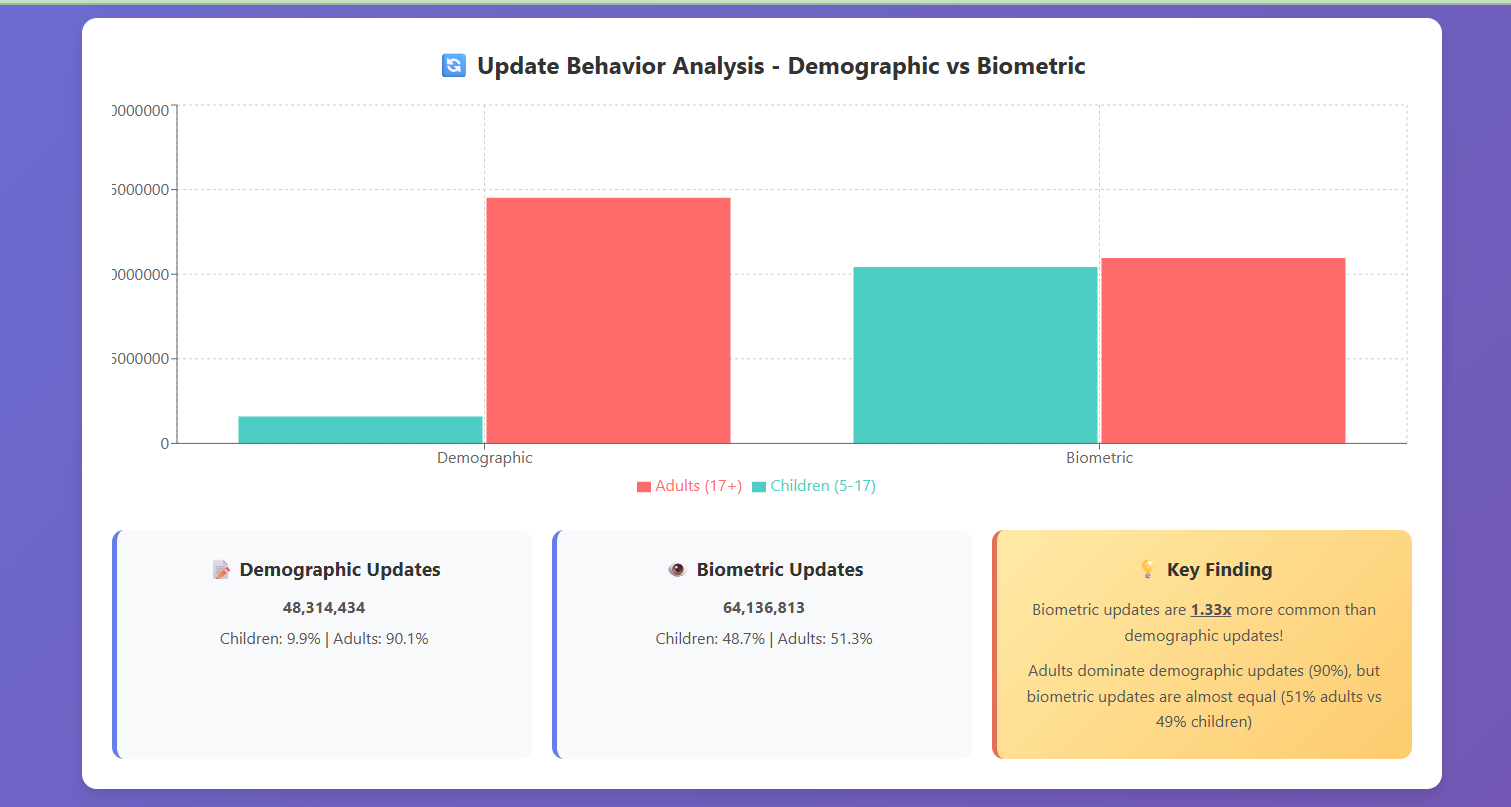 Update Behavior Analysis - Demographic vs Biometric
0000000
5000000
0000000
5000000
0
Demographic
Biometric
Adults (17+) Children (5-17)
Demographic Updates
48,314,434
Children: 9.9% | Adults: 90.1%
Biometric Updates
64,136,813
Children: 48.7% | Adults: 51.3%
Key Finding
Biometric updates are 1.33x more common than
demographic updates!
Adults dominate demographic updates (90%), but
biometric updates are almost equal (51% adults vs
49% children)